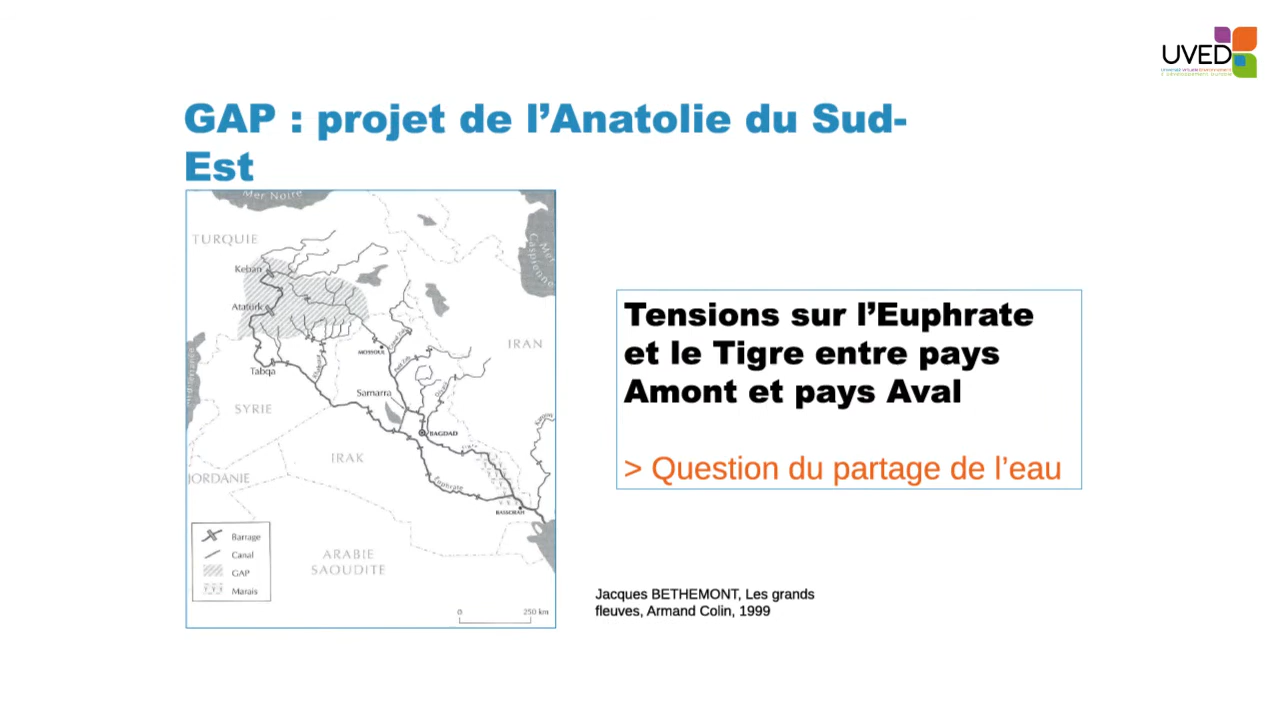 UVED
GAP : projet de l’Anatolie du Sud-
Est
Mer Noire
TURQUIE
Mer
Caspienne
Keban
Atatürk
MOSSOUL
IRAN
Tabqa
Samarra
SYRIE
BAGDAD
IRAK
JORDANIE
Euphrate
BASSORAH
Barrage
Canal
GAP
Marais
ARABIE
SAOUDITE
0 250 km
Tensions sur l’Euphrate
et le Tigre entre pays
Amont et pays Aval
> Question du partage de l’eau
Jacques BETHEMONT, Les grands
fleuves, Armand Colin, 1999